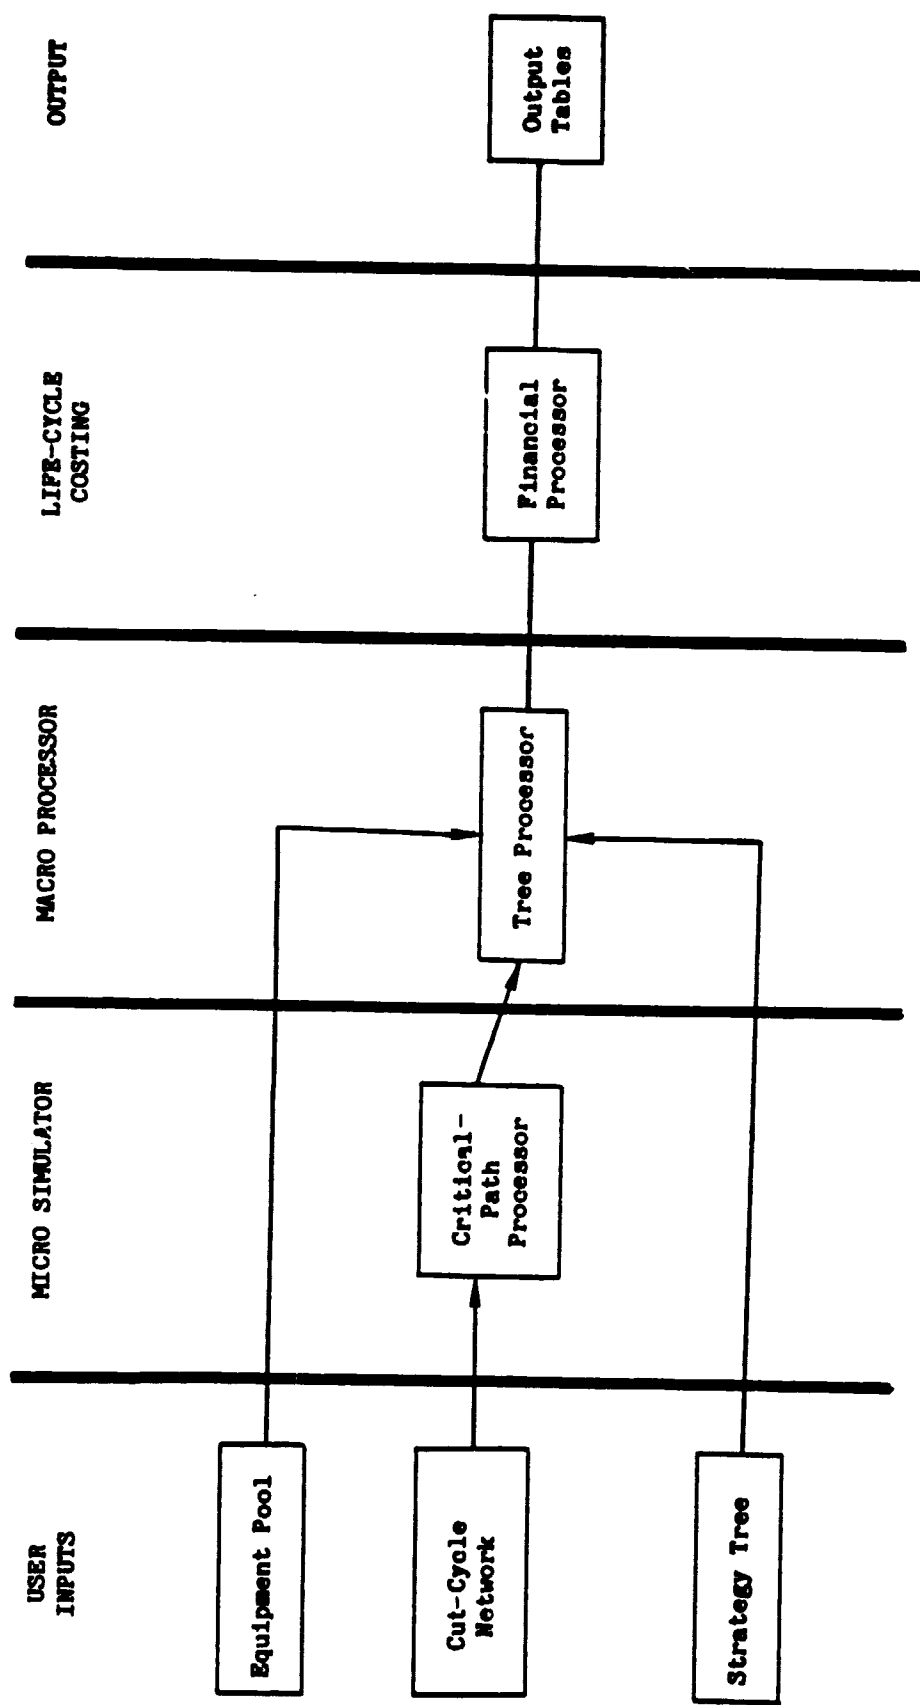 USER
INPUTS
MICRO SIMULATOR
MACRO PROCESSOR
LIFE-CYCLE
COSTING
OUTPUT
Equipment Pool
Cut-Cycle
Network
Strategy Tree
Critical-
Path
Processor
Tree Processor
Financial
Processor
Output
Tables